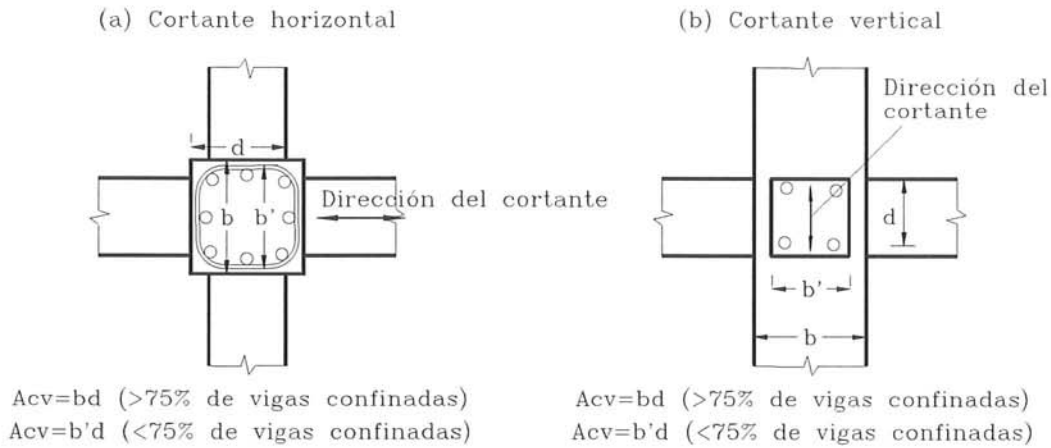 (a) Cortante horizontal
d
b
b'
Dirección del cortante
Acv=bd (>75% de vigas confinadas)
Acv=b'd (<75% de vigas confinadas)
(b) Cortante vertical
Dirección del
cortante
d
b'
b
Acv=bd (>75% de vigas confinadas)
Acv=b'd (<75% de vigas confinadas)